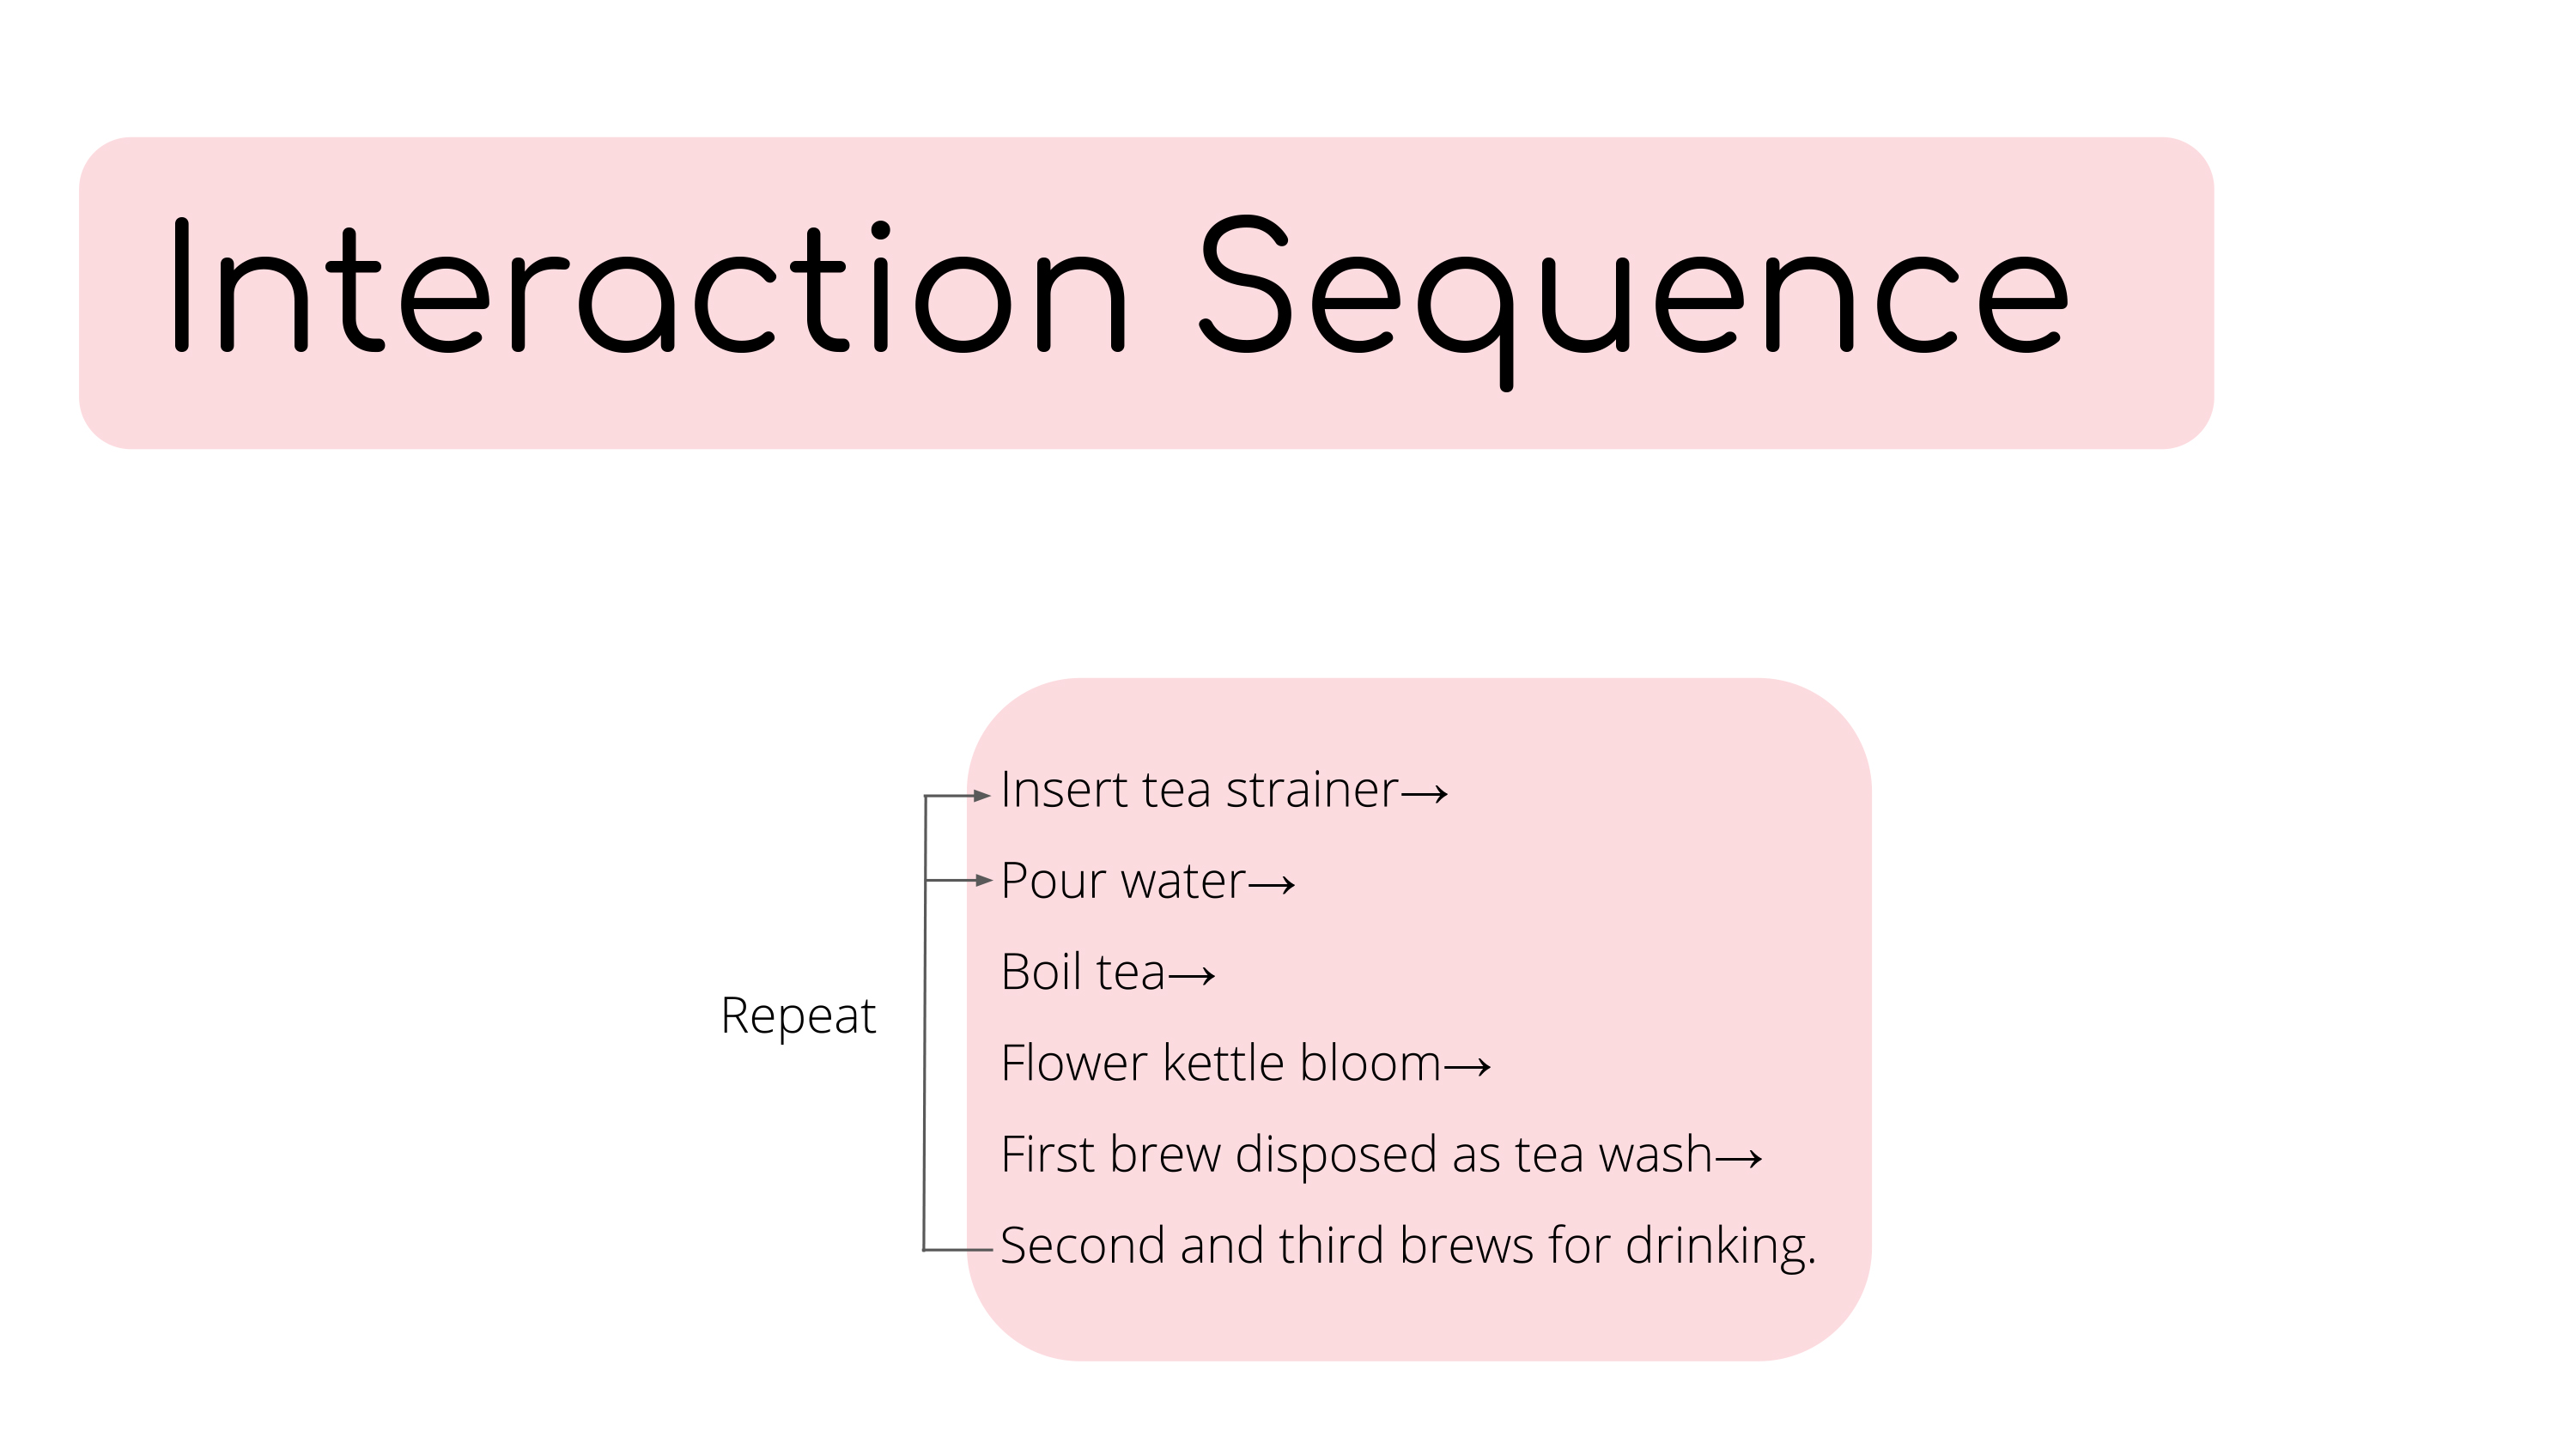 Interaction Sequence
Insert tea strainer→
Pour water→
Boil tea→
Repeat
Flower kettle bloom→
First brew disposed as tea wash→
Second and third brews for drinking.